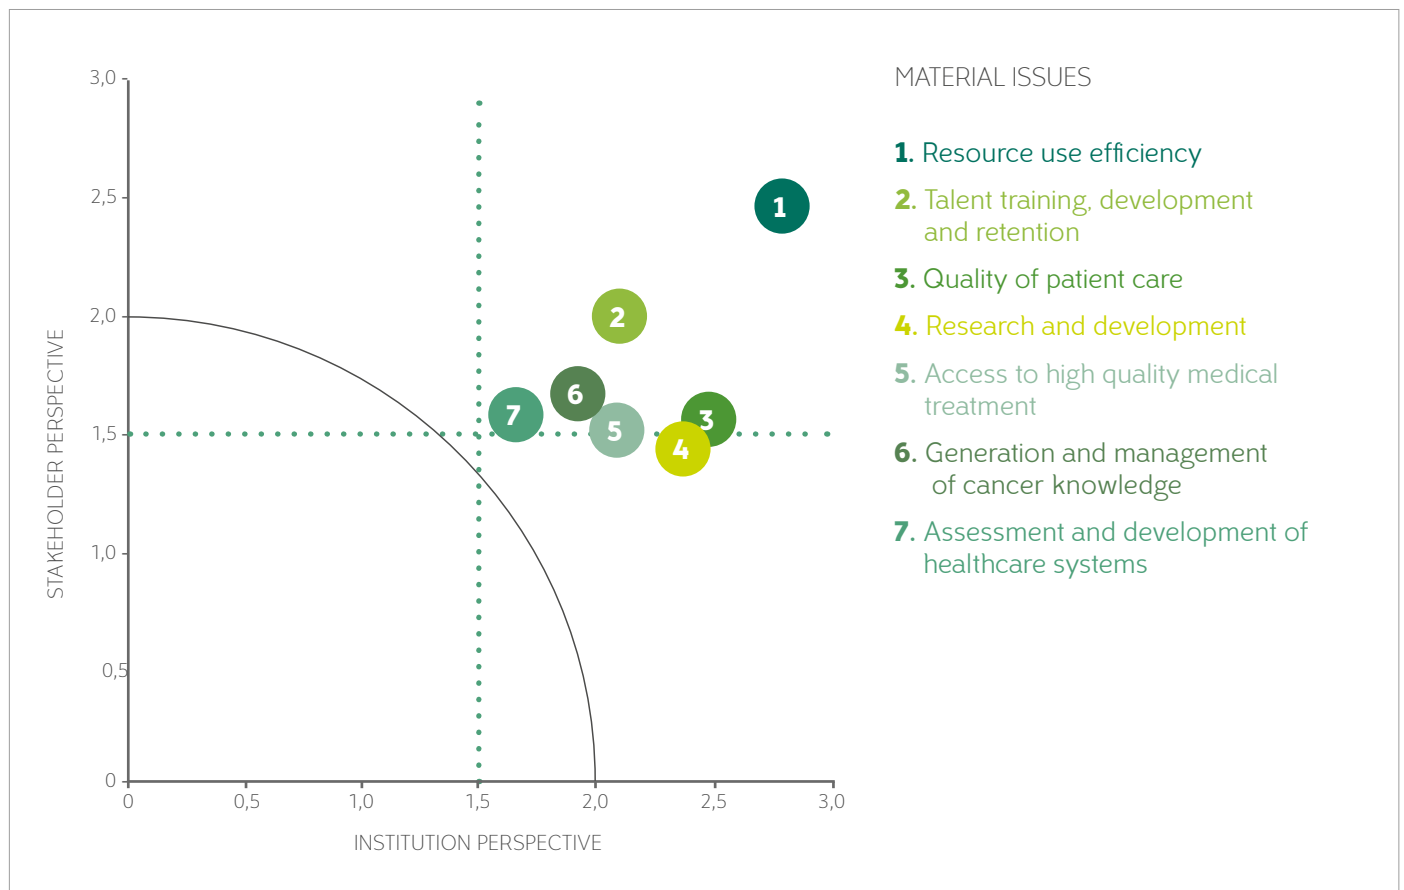 3,0
2,5
2,0
1,5
1,0
0,5
0
STAKEHOLDER PERSPECTIVE
0 0,5 1,0 1,5 2,0 2,5 3,0
INSTITUTION PERSPECTIVE
1
2
6
7
5
3
4
MATERIAL ISSUES
1. Resource use efficiency
2. Talent training, development
and retention
3. Quality of patient care
4. Research and development
5. Access to high quality medical
treatment
6. Generation and management
of cancer knowledge
7. Assessment and development of
healthcare systems